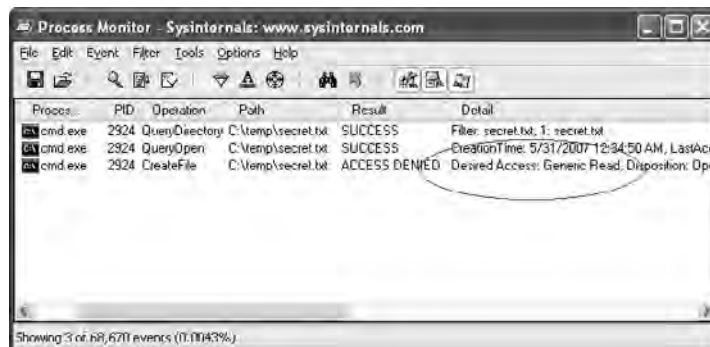 Process Monitor - Sysinternals: www.sysinternals.com
File Edit Event Filter Tools Options Help
Proces... PID Operation Path Result Detail
cmd.exe 2924 QueryDirectory C:\temp\secret.txt SUCCESS Filter: secret.txt, 1: secret.txt
cmd.exe 2924 QueryOpen C:\temp\secret.txt SUCCESS CreationTime: 5/31/2007 12:34:50 AM, LastAcc
cmd.exe 2924 CreateFile C:\temp\secret.txt ACCESS DENIED Desired Access: Generic Read, Disposition: Ope
Showing 3 of 68,670 events (0.0043%)